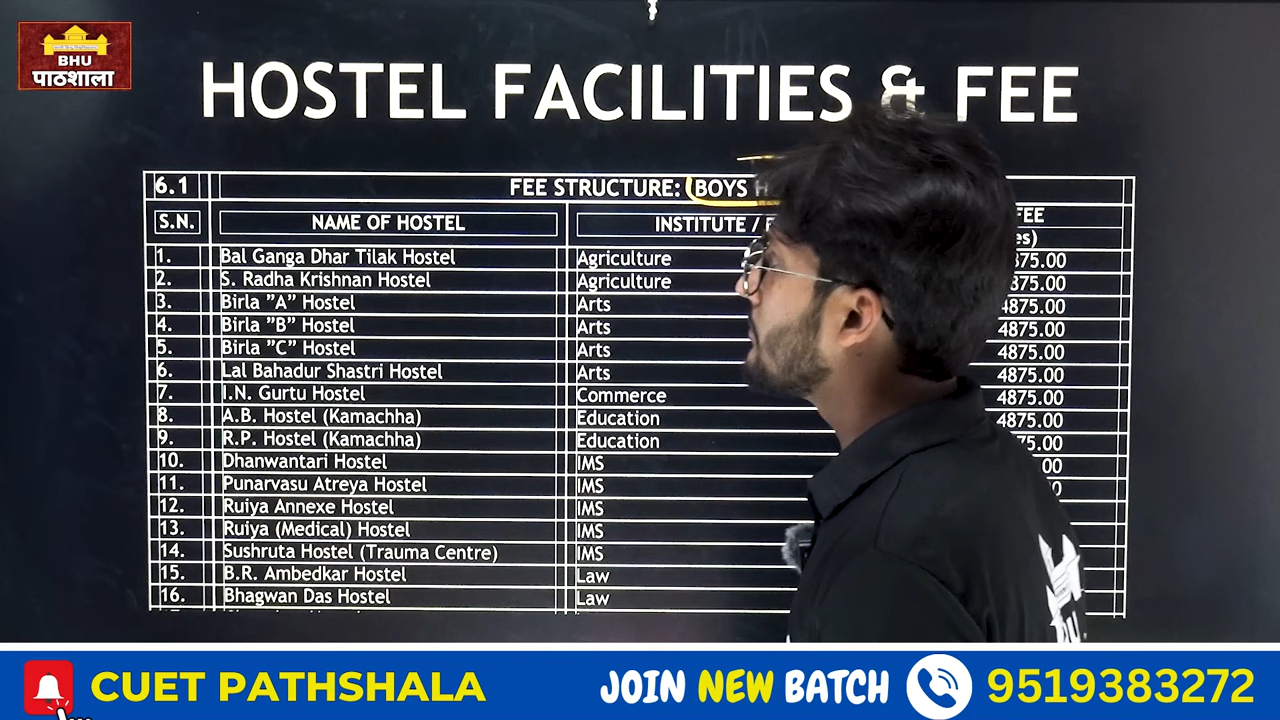 BHU
पाठशाला
HOSTEL FACILITIES & FEE
6.1 FEE STRUCTURE: BOYS
S.N. NAME OF HOSTEL INSTITUTE / FEE
1. Bal Ganga Dhar Tilak Hostel Agriculture
2. S. Radha Krishnan Hostel Agriculture
3. Birla ”A” Hostel Arts 4875.00
4. Birla ”B” Hostel Arts 4875.00
5. Birla ”C” Hostel Arts 4875.00
6. Lal Bahadur Shastri Hostel Arts 4875.00
7. I.N. Gurtu Hostel Commerce 4875.00
8. A.B. Hostel (Kamachha) Education 4875.00
9. R.P. Hostel (Kamachha) Education
10. Dhanwantari Hostel IMS
11. Punarvasu Atreya Hostel IMS
12. Ruiya Annexe Hostel IMS
13. Ruiya (Medical) Hostel IMS
14. Sushruta Hostel (Trauma Centre) IMS
15. B.R. Ambedkar Hostel Law
16. Bhagwan Das Hostel Law
CUET PATHSHALA JOIN NEW BATCH 9519383272